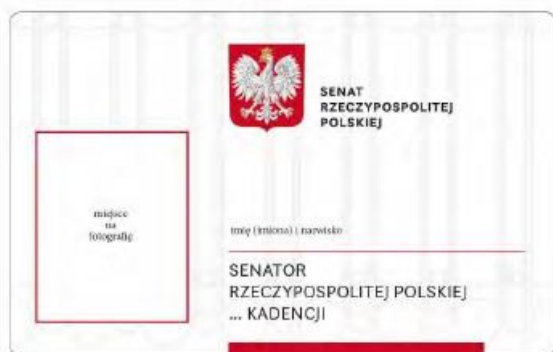 SENAT
RZECZYPOSPOLITEJ
POLSKIEJ
miejsce
na
fotografię
imię (imiona) i nazwisko
SENATOR
RZECZYPOSPOLITEJ POLSKIEJ
... KADENCJI